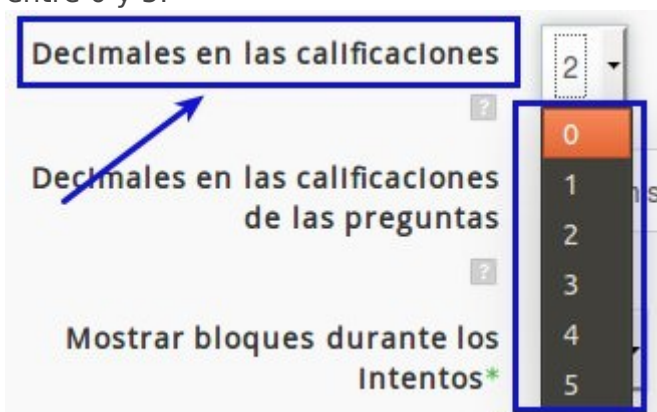 entre 0 y 5.
Decimales en las calificaciones
2
?
0
Decimales en las calificaciones
de las preguntas
1
2
?
3
Mostrar bloques durante los
Intentos*
4
5